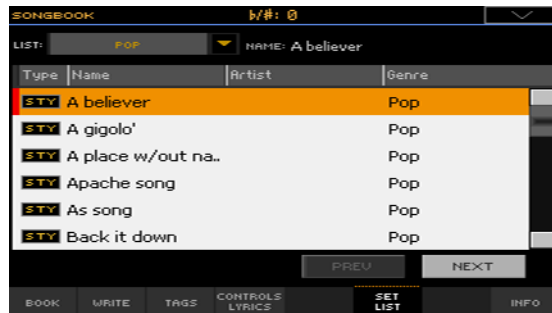 SONGBOOK ♭/#: 0
LIST: POP NAME: A believer
Type Name Artist Genre
STY A believer Pop
STY A gigolo' Pop
STY A place w/out na.. Pop
STY Apache song Pop
STY As song Pop
STY Back it down Pop
PREV NEXT
BOOK WRITE TAGS CONTROLS LYRICS SET LIST INFO